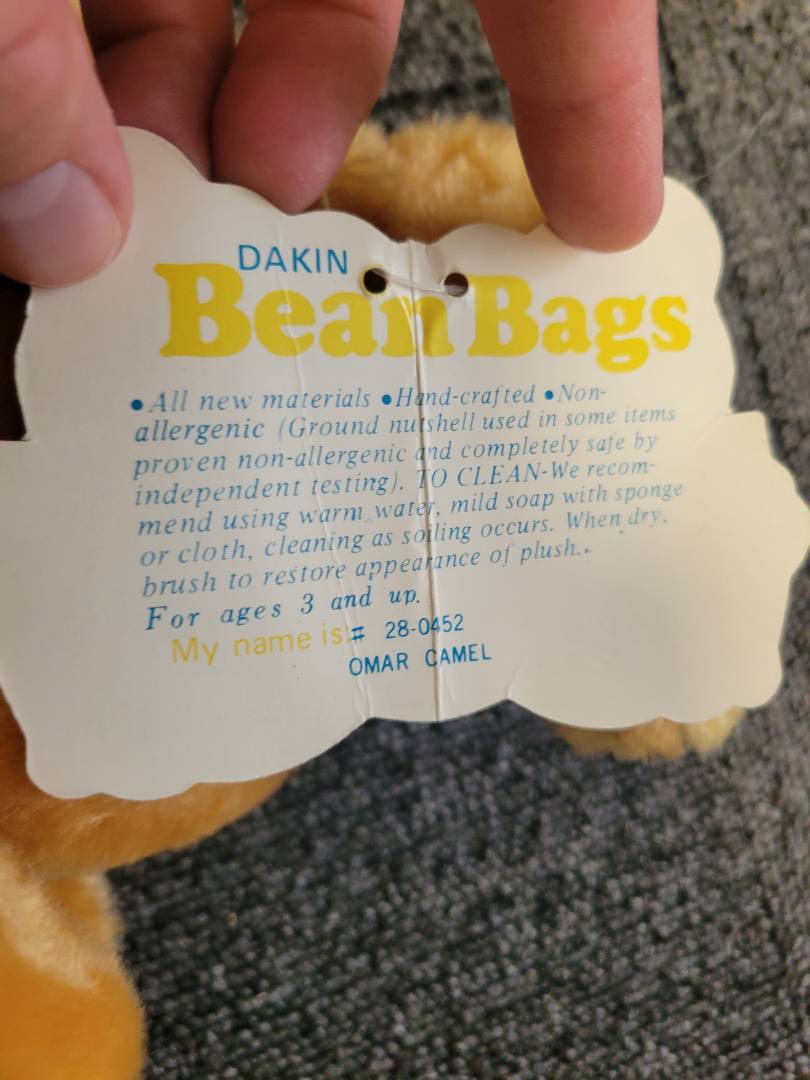 DAKIN
Bean Bags
•All new materials •Hand-crafted •Non-
allergenic (Ground nutshell used in some items
proven non-allergenic and completely safe by
independent testing). TO CLEAN-We recom-
mend using warm water, mild soap with sponge
or cloth, cleaning as soiling occurs. When dry,
brush to restore appearance of plush..
For ages 3 and up.
My name is: # 28-0452
OMAR CAMEL